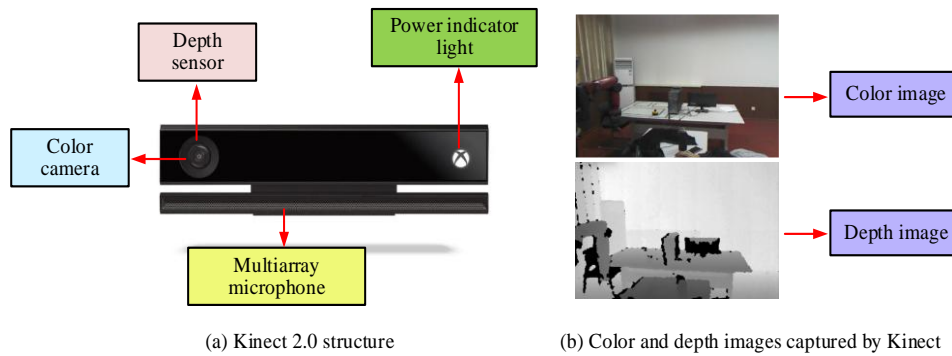 Depth
sensor
Power indicator
light
Color
camera
Multiarray
microphone
Color image
Depth image
(a) Kinect 2.0 structure
(b) Color and depth images captured by Kinect